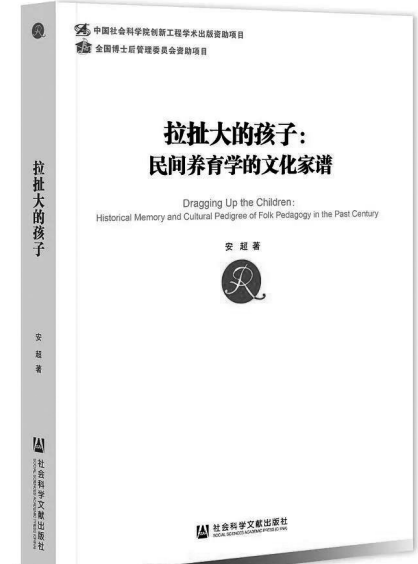 中国社会科学院创新工程学术出版资助项目
全国博士后管理委员会资助项目
拉扯大的孩子：
民间养育学的文化家谱
Dragging Up the Children:
Historical Memory and Cultural Pedigree of Folk Pedagogy in the Past Century
安 超 著
社会科学文献出版社
SOCIAL SCIENCES ACADEMIC PRESS (CHINA)
拉扯大的孩子
安 超 著
社会科学文献出版社